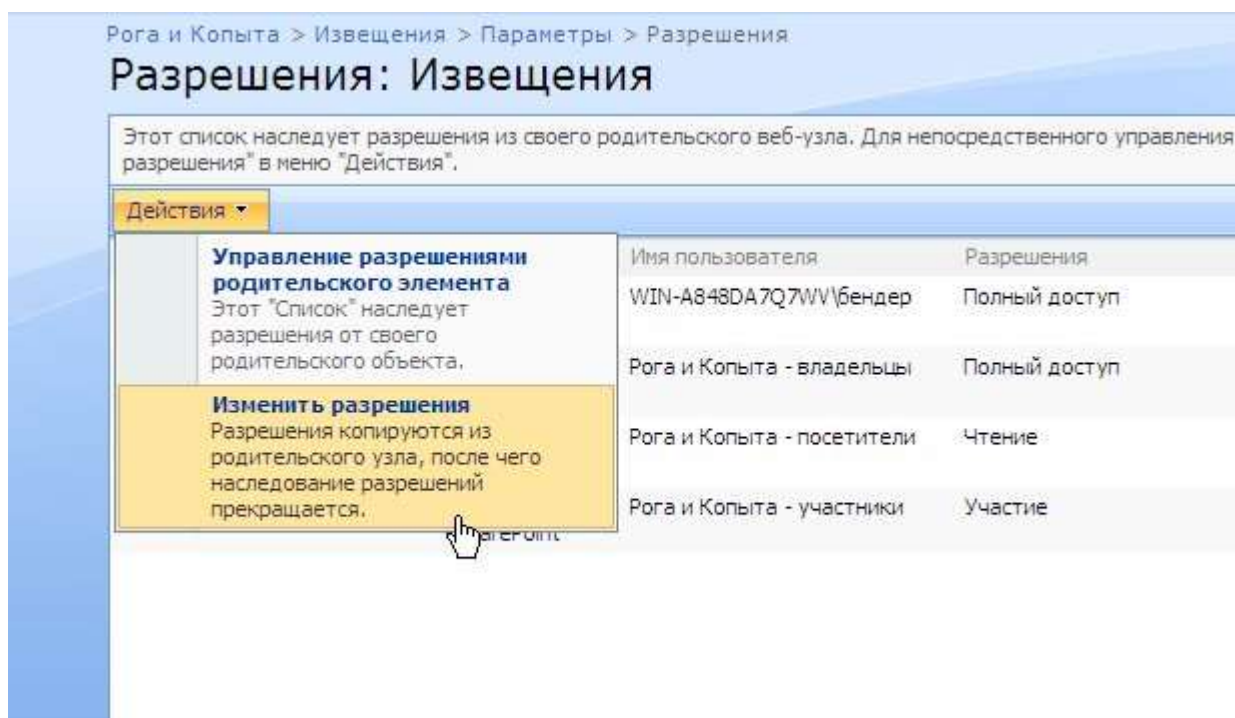 Рога и Копыта > Извещения > Параметры > Разрешения
Разрешения: Извещения
Этот список наследует разрешения из своего родительского веб-узла. Для непосредственного управления
разрешения" в меню "Действия".
Действия
Управление разрешениями
родительского элемента
Этот "Список" наследует
разрешения от своего
родительского объекта.
Изменить разрешения
Разрешения копируются из
родительского узла, после чего
наследование разрешений
прекращается.
Имя пользователя Разрешения
WIN-A848DA7Q7WV\бендер Полный доступ
Рога и Копыта - владельцы Полный доступ
Рога и Копыта - посетители Чтение
Рога и Копыта - участники Участие